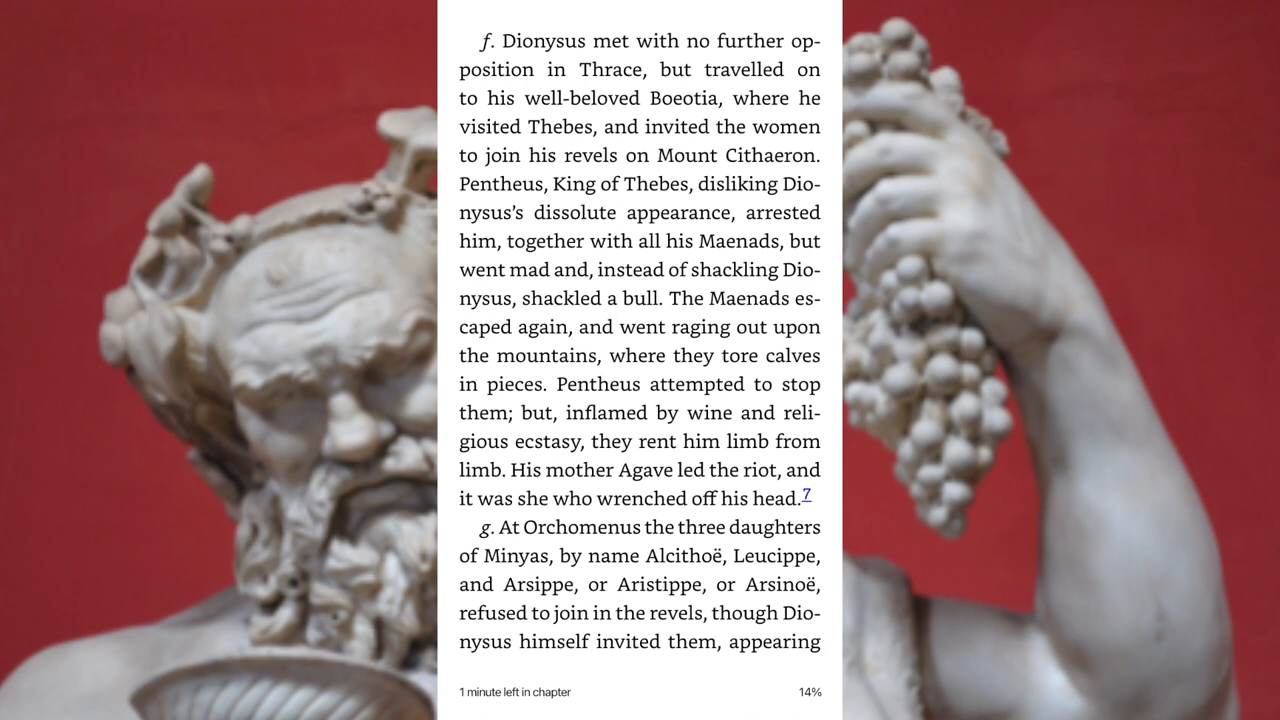 f. Dionysus met with no further op-
position in Thrace, but travelled on
to his well-beloved Boeotia, where he
visited Thebes, and invited the women
to join his revels on Mount Cithaeron.
Pentheus, King of Thebes, disliking Dio-
nysus’s dissolute appearance, arrested
him, together with all his Maenads, but
went mad and, instead of shackling Dio-
nysus, shackled a bull. The Maenads es-
caped again, and went raging out upon
the mountains, where they tore calves
in pieces. Pentheus attempted to stop
them; but, inflamed by wine and reli-
gious ecstasy, they rent him limb from
limb. His mother Agave led the riot, and
it was she who wrenched off his head.7
g. At Orchomenus the three daughters
of Minyas, by name Alcithoë, Leucippe,
and Arsippe, or Aristippe, or Arsinoë,
refused to join in the revels, though Dio-
nysus himself invited them, appearing
1 minute left in chapter 14%